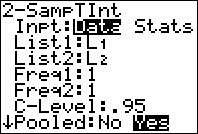 2-SampTInt
Inpt:Data Stats
List1:L₁
List2:L₂
Freq1:1
Freq2:1
C-Level:.95
↓Pooled:No Yes